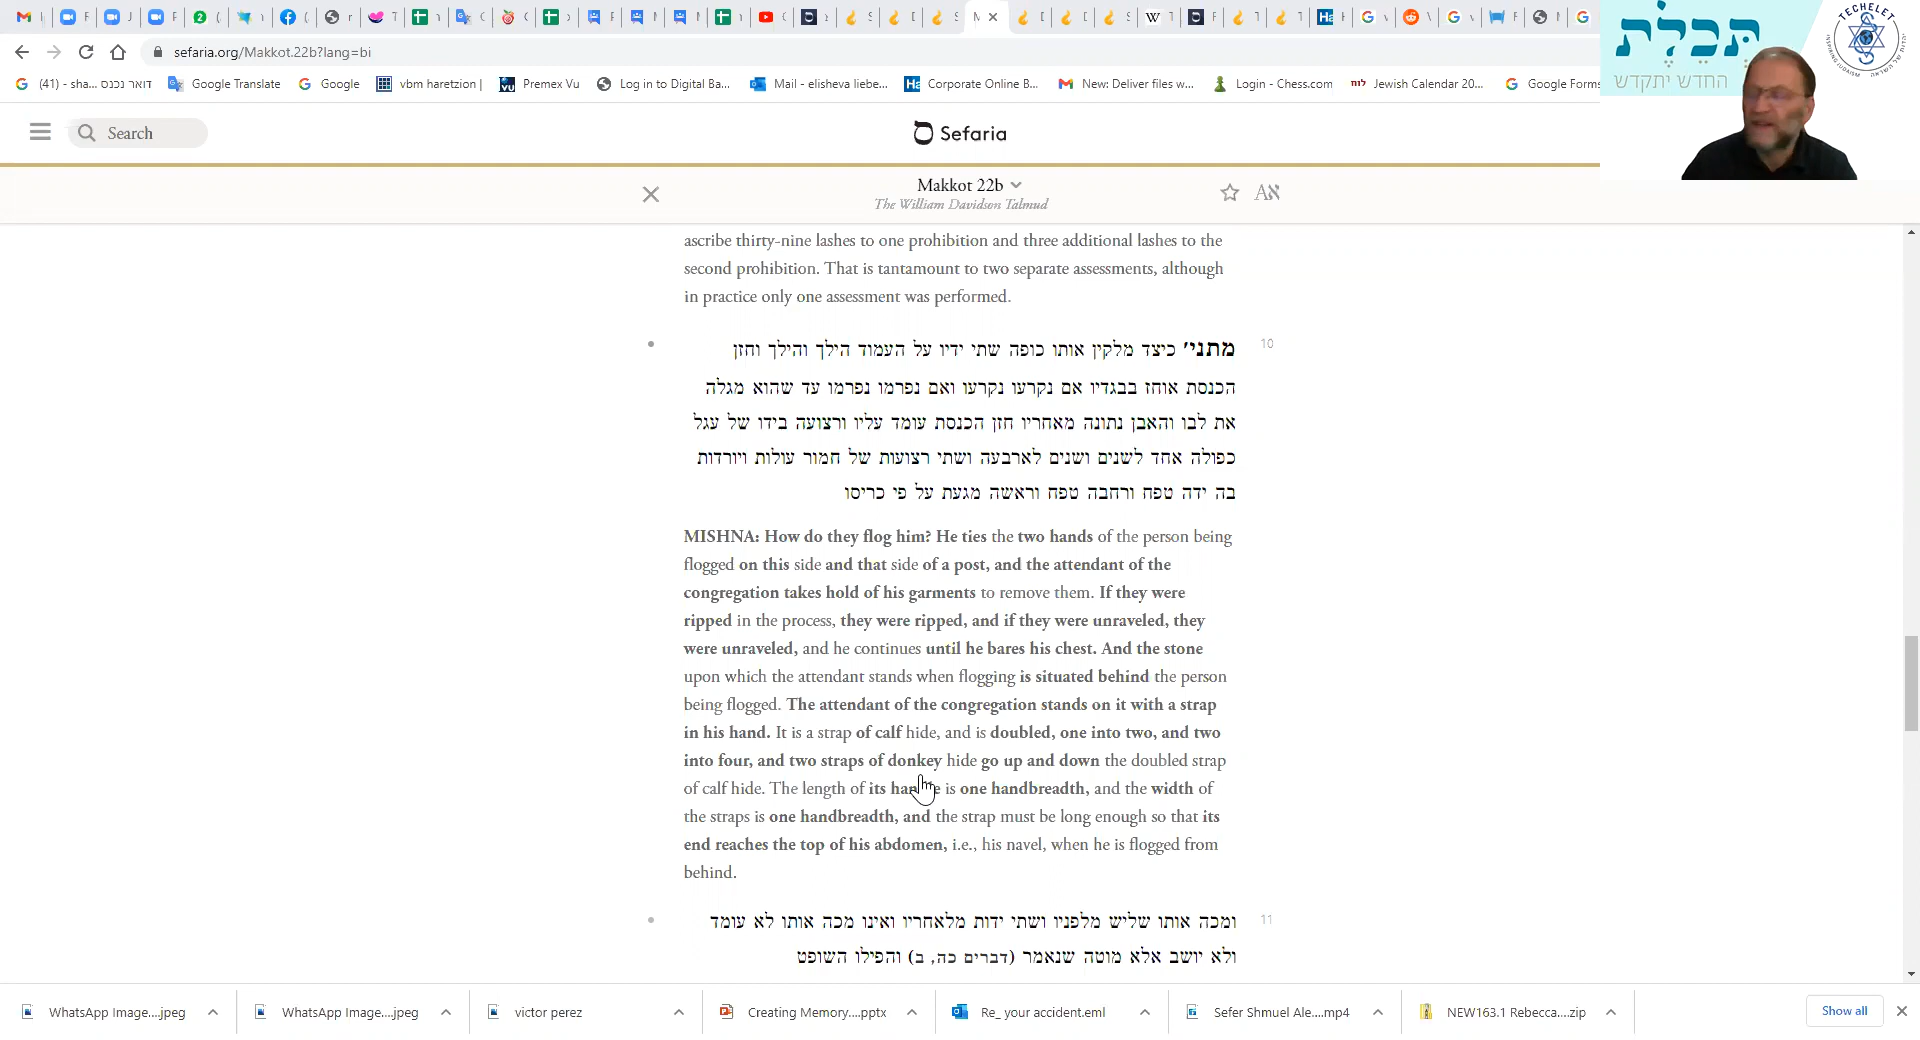 sefaria.org/Makkot.22b?lang=bi
תְּכֵלֶת
החדש יתקדש
TECHELET
(41) - sha... דואר נכנס
Google Translate
Google
vbm haretzion |
Premex Vu
Log in to Digital Ba...
Mail - elisheva liebe...
Corporate Online B...
New: Deliver files w...
Login - Chess.com
Jewish Calendar 20...
Google Forms
Search
Sefaria
Makkot 22b
The William Davidson Talmud
ascribe thirty-nine lashes to one prohibition and three additional lashes to the
second prohibition. That is tantamount to two separate assessments, although
in practice only one assessment was performed.
10
מתני׳ כיצד מלקין אותו כופה שתי ידיו על העמוד הילך והילך וחזן
הכנסת אוחז בבגדיו אם נקרעו נקרעו ואם נפרמו נפרמו עד שהוא מגלה
את לבו והאבן נתונה מאחריו חזן הכנסת עומד עליו ורצועה בידו של עגל
כפולה אחד לשנים ושנים לארבעה ושתי רצועות של חמור עולות ויורדות
בה ידה טפח ורחבה טפח וראשה מגעת על פי כריסו
MISHNA: How do they flog him? He ties the two hands of the person being
flogged on this side and that side of a post, and the attendant of the
congregation takes hold of his garments to remove them. If they were
ripped in the process, they were ripped, and if they were unraveled, they
were unraveled, and he continues until he bares his chest. And the stone
upon which the attendant stands when flogging is situated behind the person
being flogged. The attendant of the congregation stands on it with a strap
in his hand. It is a strap of calf hide, and is doubled, one into two, and two
into four, and two straps of donkey hide go up and down the doubled strap
of calf hide. The length of its handle is one handbreadth, and the width of
the straps is one handbreadth, and the strap must be long enough so that its
end reaches the top of his abdomen, i.e., his navel, when he is flogged from
behind.
11
ומכה אותו שליש מלפניו ושתי ידות מלאחריו ואינו מכה אותו לא עומד
ולא יושב אלא מוטה שנאמר (דברים כה, ב) והפילו השופט
WhatsApp Image....jpeg
WhatsApp Image....jpeg
victor perez
Creating Memory....pptx
Re_ your accident.eml
Sefer Shmuel Ale....mp4
NEW163.1 Rebecca....zip
Show all